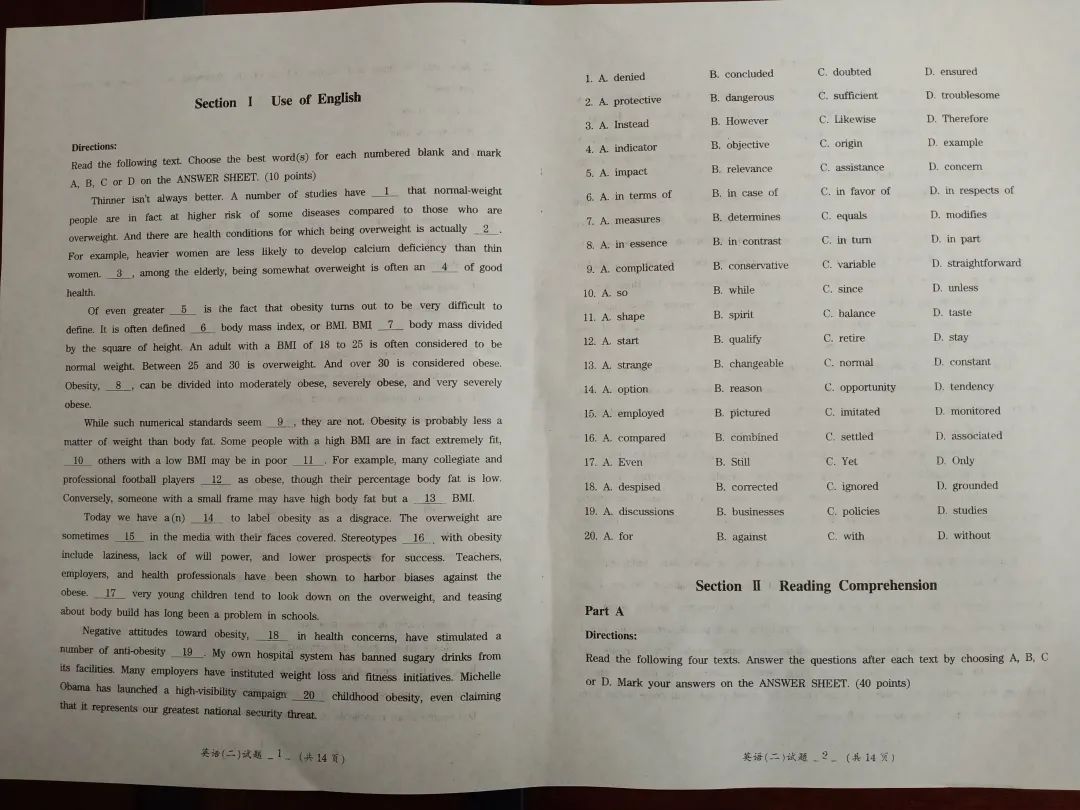 Section Ⅰ Use of English
Directions:
Read the following text. Choose the best word(s) for each numbered blank and mark
A, B, C or D on the ANSWER SHEET. (10 points)
Thinner isn't always better. A number of studies have __1__ that normal-weight
people are in fact at higher risk of some diseases compared to those who are
overweight. And there are health conditions for which being overweight is actually __2__.
For example, heavier women are less likely to develop calcium deficiency than thin
women. __3__, among the elderly, being somewhat overweight is often an __4__ of good
health.
Of even greater __5__ is the fact that obesity turns out to be very difficult to
define. It is often defined __6__ body mass index, or BMI. BMI __7__ body mass divided
by the square of height. An adult with a BMI of 18 to 25 is often considered to be
normal weight. Between 25 and 30 is overweight. And over 30 is considered obese.
Obesity, __8__, can be divided into moderately obese, severely obese, and very severely
obese.
While such numerical standards seem __9__, they are not. Obesity is probably less a
matter of weight than body fat. Some people with a high BMI are in fact extremely fit,
__10__ others with a low BMI may be in poor __11__. For example, many collegiate and
professional football players __12__ as obese, though their percentage body fat is low.
Conversely, someone with a small frame may have high body fat but a __13__ BMI.
Today we have a(n) __14__ to label obesity as a disgrace. The overweight are
sometimes __15__ in the media with their faces covered. Stereotypes __16__ with obesity
include laziness, lack of will power, and lower prospects for success. Teachers,
employers, and health professionals have been shown to harbor biases against the
obese. __17__ very young children tend to look down on the overweight, and teasing
about body build has long been a problem in schools.
Negative attitudes toward obesity, __18__ in health concerns, have stimulated a
number of anti-obesity __19__. My own hospital system has banned sugary drinks from
its facilities. Many employers have instituted weight loss and fitness initiatives. Michelle
Obama has launched a high-visibility campaign __20__ childhood obesity, even claiming
that it represents our greatest national security threat.
英语(二)试题 _1_ (共14页)
1. A. denied B. concluded C. doubted D. ensured
2. A. protective B. dangerous C. sufficient D. troublesome
3. A. Instead B. However C. Likewise D. Therefore
4. A. indicator B. objective C. origin D. example
5. A. impact B. relevance C. assistance D. concern
6. A. in terms of B. in case of C. in favor of D. in respects of
7. A. measures B. determines C. equals D. modifies
8. A. in essence B. in contrast C. in turn D. in part
9. A. complicated B. conservative C. variable D. straightforward
10. A. so B. while C. since D. unless
11. A. shape B. spirit C. balance D. taste
12. A. start B. qualify C. retire D. stay
13. A. strange B. changeable C. normal D. constant
14. A. option B. reason C. opportunity D. tendency
15. A. employed B. pictured C. imitated D. monitored
16. A. compared B. combined C. settled D. associated
17. A. Even B. Still C. Yet D. Only
18. A. despised B. corrected C. ignored D. grounded
19. A. discussions B. businesses C. policies D. studies
20. A. for B. against C. with D. without
Section Ⅱ Reading Comprehension
Part A
Directions:
Read the following four texts. Answer the questions after each text by choosing A, B, C
or D. Mark your answers on the ANSWER SHEET. (40 points)
英语(二)试题 _2_ (共14页)